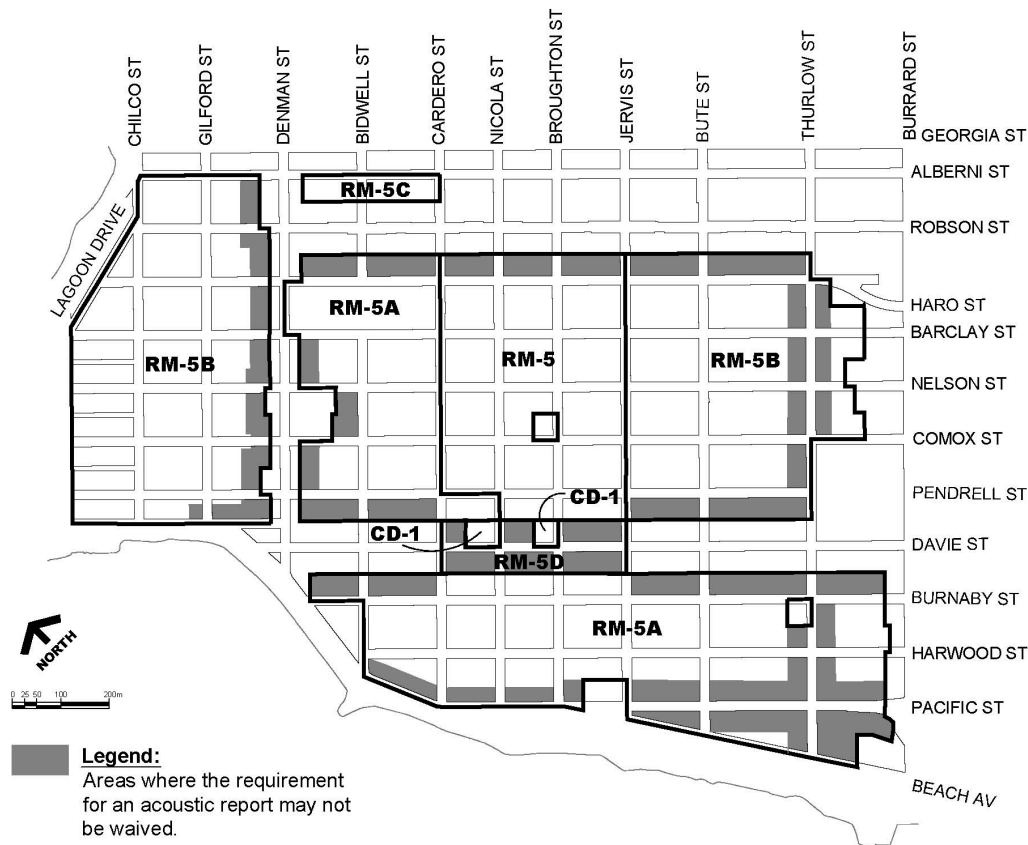 CHILCO ST
GILFORD ST
DENMAN ST
BIDWELL ST
CARDERO ST
NICOLA ST
BROUGHTON ST
JERVIS ST
BUTE ST
THURLOW ST
BURRARD ST
GEORGIA ST
ALBERNI ST
RM-5C
ROBSON ST
LAGOON DRIVE
HARO ST
RM-5A
BARCLAY ST
RM-5B
RM-5
RM-5B
NELSON ST
COMOX ST
PENDRELL ST
CD-1
CD-1
DAVIE ST
RM-5D
BURNABY ST
RM-5A
NORTH
HARWOOD ST
0 25 50 100 200m
PACIFIC ST
Legend:
Areas where the requirement
for an acoustic report may not
be waived.
BEACH AV